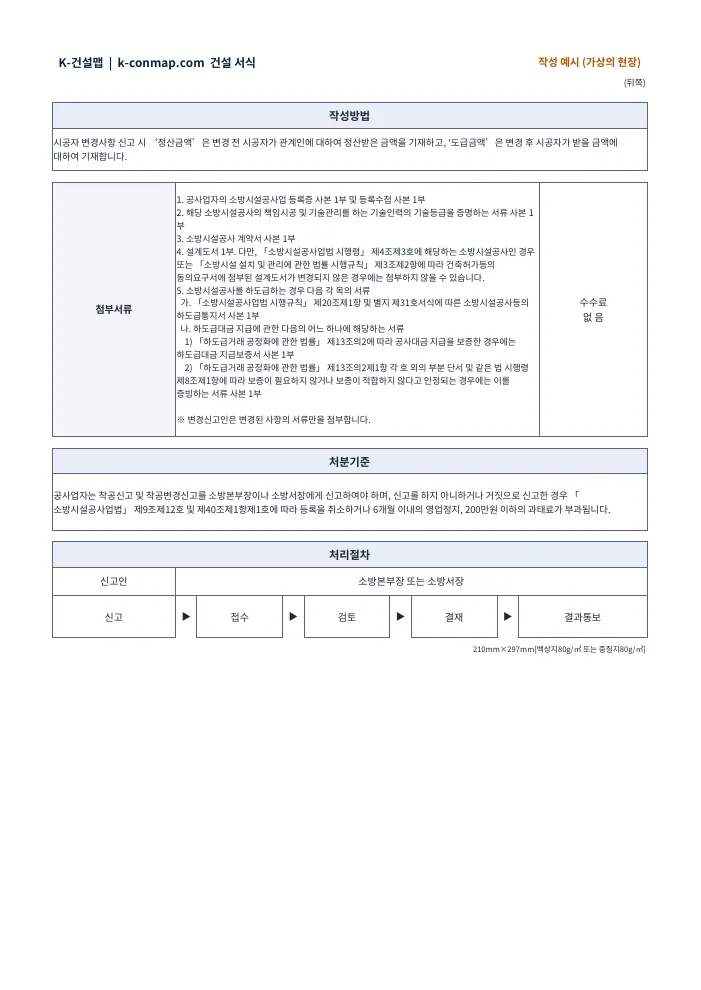 K-건설맵 | k-conmap.com 건설 서식
작성 예시 (가상의 현장)
(뒤쪽)
작성방법
시공자 변경사항 신고 시 ‘정산금액’은 변경 전 시공자가 관계인에 대하여 정산받은 금액을 기재하고, ‘도급금액’은 변경 후 시공자가 받을 금액에
대하여 기재합니다.
첨부서류
1. 공사업자의 소방시설공사업 등록증 사본 1부 및 등록수첩 사본 1부
2. 해당 소방시설공사의 책임시공 및 기술관리를 하는 기술인력의 기술등급을 증명하는 서류 사본 1
부
3. 소방시설공사 계약서 사본 1부
4. 설계도서 1부. 다만, 「소방시설공사업법 시행령」 제4조제3호에 해당하는 소방시설공사인 경우
또는 「소방시설 설치 및 관리에 관한 법률 시행규칙」 제3조제2항에 따라 건축허가등의
동의요구서에 첨부된 설계도서가 변경되지 않은 경우에는 첨부하지 않을 수 있습니다.
5. 소방시설공사를 하도급하는 경우 다음 각 목의 서류
가. 「소방시설공사업법 시행규칙」 제20조제1항 및 별지 제31호서식에 따른 소방시설공사등의
하도급통지서 사본 1부
나. 하도급대금 지급에 관한 다음의 어느 하나에 해당하는 서류
1) 「하도급거래 공정화에 관한 법률」 제13조의2에 따라 공사대금 지급을 보증한 경우에는
하도급대금 지급보증서 사본 1부
2) 「하도급거래 공정화에 관한 법률」 제13조의2제1항 각 호 외의 부분 단서 및 같은 법 시행령
제8조제1항에 따라 보증이 필요하지 않거나 보증이 적합하지 않다고 인정되는 경우에는 이를
증빙하는 서류 사본 1부
※ 변경신고인은 변경된 사항의 서류만을 첨부합니다.
수수료
없 음
처분기준
공사업자는 착공신고 및 착공변경신고를 소방본부장이나 소방서장에게 신고하여야 하며, 신고를 하지 아니하거나 거짓으로 신고한 경우 「
소방시설공사업법」 제9조제12호 및 제40조제1항제1호에 따라 등록을 취소하거나 6개월 이내의 영업정지, 200만원 이하의 과태료가 부과됩니다.
처리절차
신고인
소방본부장 또는 소방서장
신고 ▶ 접수 ▶ 검토 ▶ 결재 ▶ 결과통보
210mm×297mm[백상지80g/㎡ 또는 중질지80g/㎡]